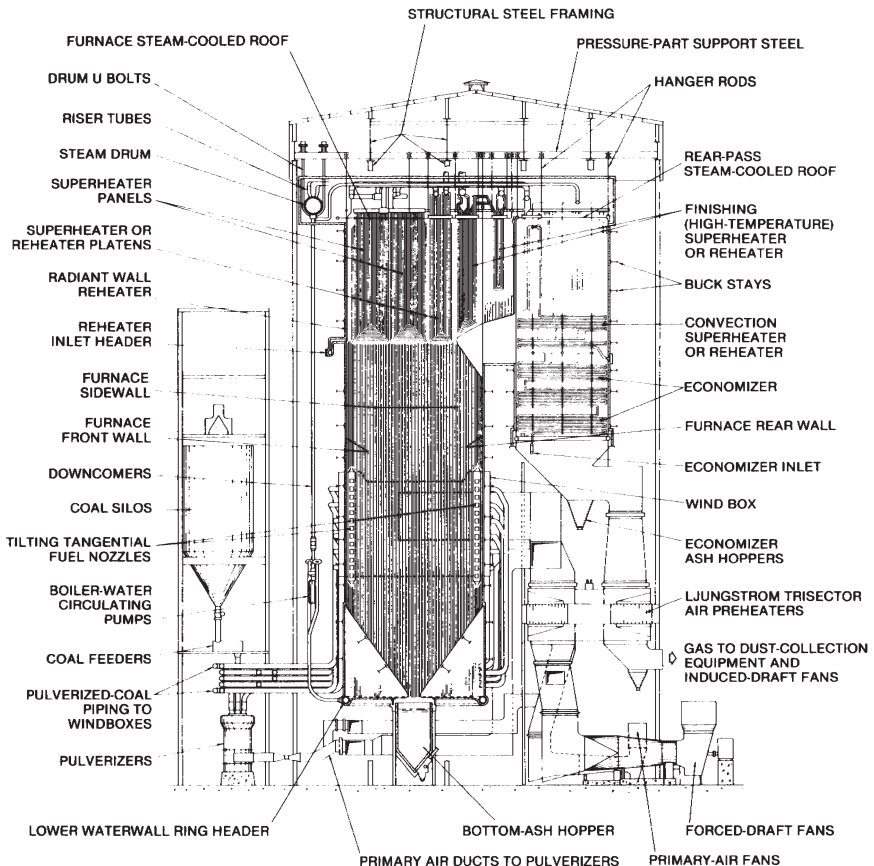 STRUCTURAL STEEL FRAMING
FURNACE STEAM-COOLED ROOF
PRESSURE-PART SUPPORT STEEL
DRUM U BOLTS
HANGER RODS
RISER TUBES
STEAM DRUM
REAR-PASS
STEAM-COOLED ROOF
SUPERHEATER
PANELS
FINISHING
(HIGH-TEMPERATURE)
SUPERHEATER
OR REHEATER
SUPERHEATER OR
REHEATER PLATENS
RADIANT WALL
REHEATER
BUCK STAYS
REHEATER
INLET HEADER
CONVECTION
SUPERHEATER
OR REHEATER
FURNACE
SIDEWALL
ECONOMIZER
FURNACE
FRONT WALL
FURNACE REAR WALL
DOWNCOMERS
ECONOMIZER INLET
COAL SILOS
WIND BOX
TILTING TANGENTIAL
FUEL NOZZLES
ECONOMIZER
ASH HOPPERS
BOILER-WATER
CIRCULATING
PUMPS
LJUNGSTROM TRISECTOR
AIR PREHEATERS
COAL FEEDERS
GAS TO DUST-COLLECTION
EQUIPMENT AND
INDUCED-DRAFT FANS
PULVERIZED-COAL
PIPING TO
WINDBOXES
PULVERIZERS
LOWER WATERWALL RING HEADER
BOTTOM-ASH HOPPER
FORCED-DRAFT FANS
PRIMARY AIR DUCTS TO PULVERIZERS
PRIMARY-AIR FANS